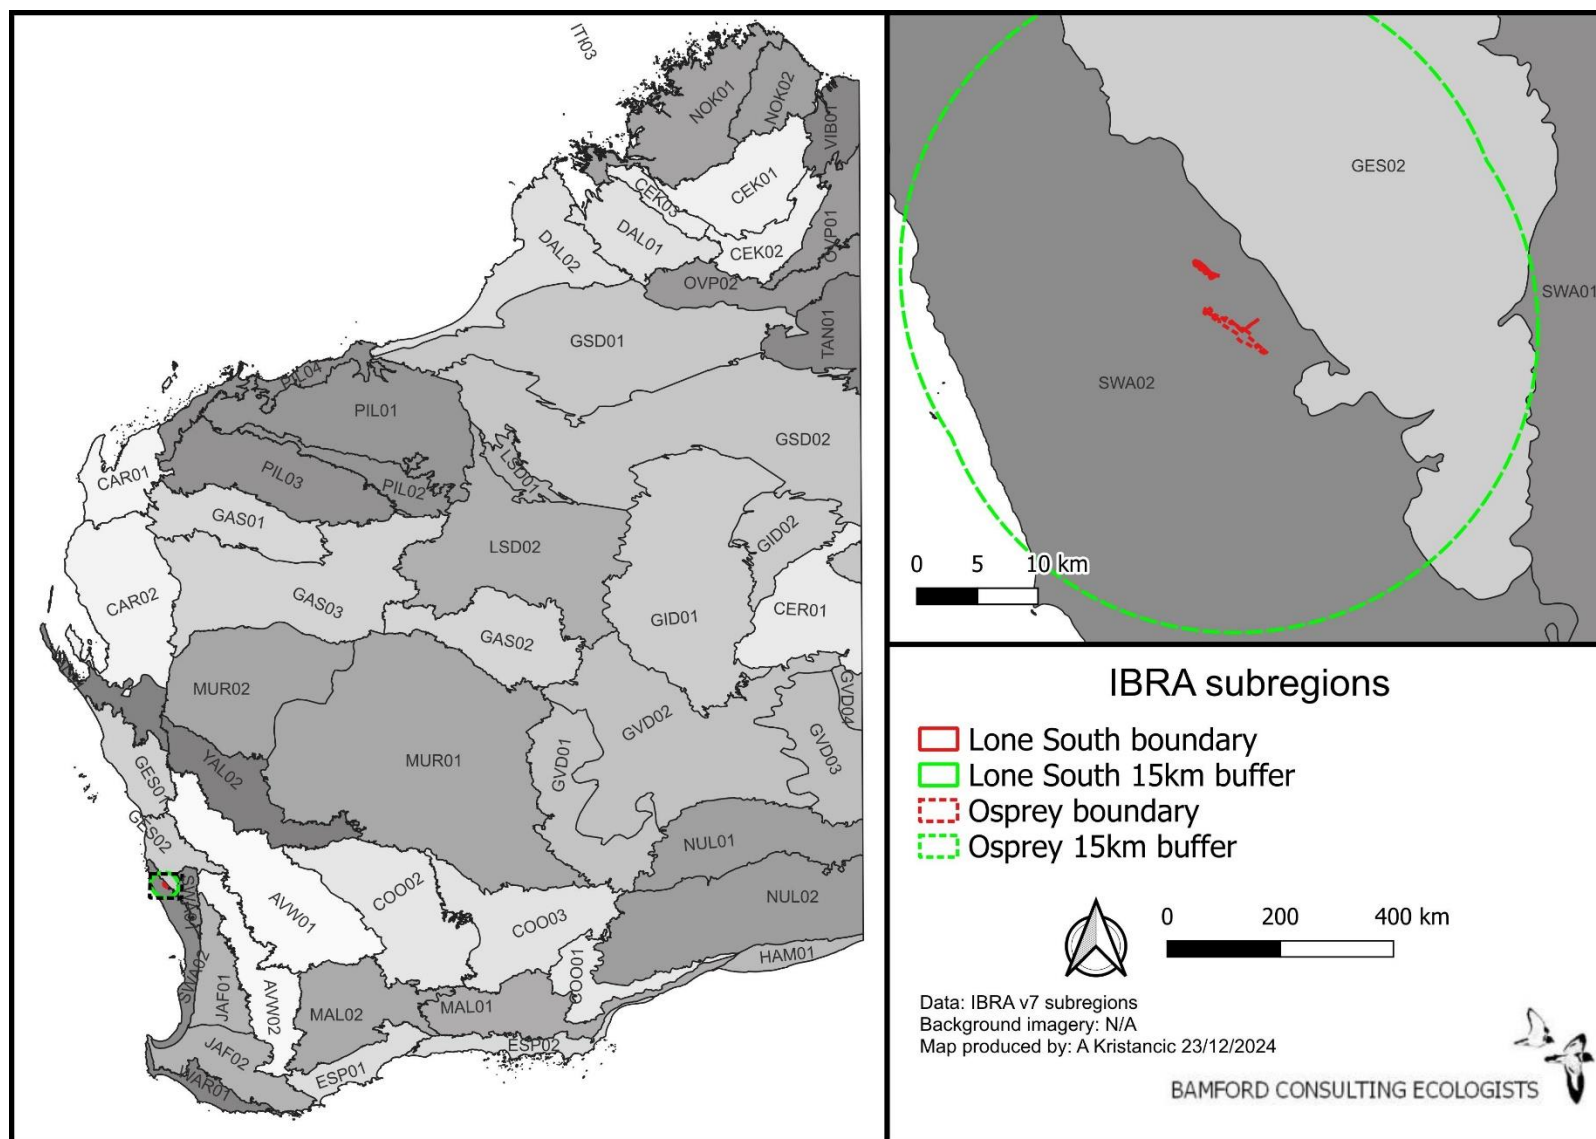 ITI03
NOK01
NOK02
VIB01
CEK01
CEK03
DAL01
DAL02
CEK02
OVP01
OVP02
TAN01
GSD01
PIL04
PIL01
GSD02
CAR01
PIL03
PIL02
LSD01
GAS01
GID02
LSD02
CAR02
GAS03
CER01
GID01
GAS02
MUR02
GVD04
GVD02
GVD03
GVD01
YAL02
MUR01
GES01
GES02
NUL01
COO02
NUL02
SWA01
AVW01
COO03
HAM01
SWA02
JAF01
AVW02
COO01
MAL02
MAL01
JAF02
ESP02
ESP01
WAR01
GES02
SWA01
SWA02
0 5 10 km
IBRA subregions
Lone South boundary
Lone South 15km buffer
Osprey boundary
Osprey 15km buffer
0 200 400 km
Data: IBRA v7 subregions
Background imagery: N/A
Map produced by: A Kristancic 23/12/2024
BAMFORD CONSULTING ECOLOGISTS